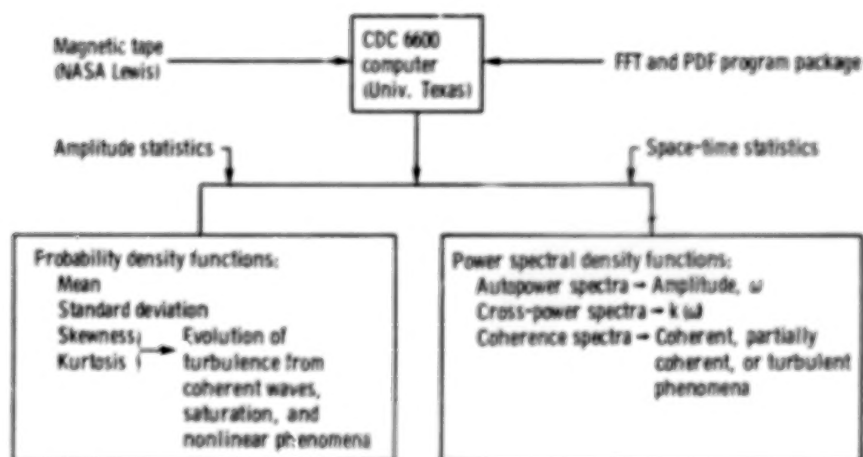 Magnetic tape
(NASA Lewis)
CDC 6600
computer
(Univ. Texas)
FFT and PDF program package
Amplitude statistics
Space-time statistics
Probability density functions:
Mean
Standard deviation
Skewness
Kurtosis
Evolution of
turbulence from
coherent waves,
saturation, and
nonlinear phenomena
Power spectral density functions:
Autopower spectra → Amplitude, ω
Cross-power spectra → k(ω)
Coherence spectra → Coherent, partially
coherent, or turbulent
phenomena